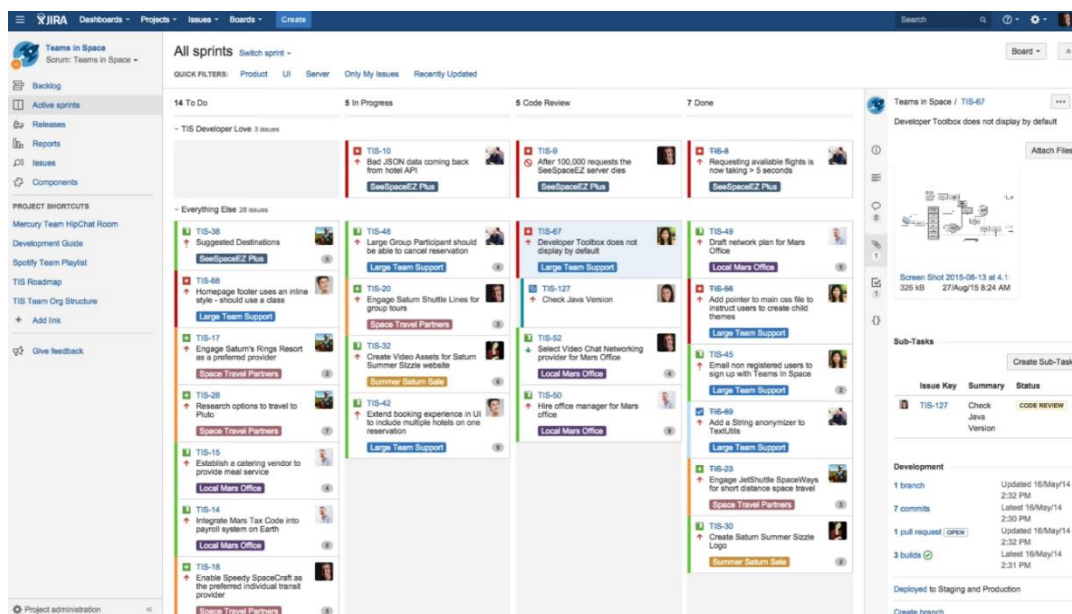 JIRA Dashboards Projects Issues Boards Create Search
Teams in Space
Scrum: Teams in Space
Backlog
Active sprints
Releases
Reports
Issues
Components
PROJECT SHORTCUTS
Mercury Team HipChat Room
Development Guide
Spotify Team Playlist
TIS Roadmap
TIS Team Org Structure
+ Add link
Give feedback
Project administration
All sprints Switch sprint
Board
QUICK FILTERS: Product UI Server Only My Issues Recently Updated
14 To Do
5 In Progress
5 Code Review
7 Done
TIS Developer Love 3 issues
TIS-10
Bad JSON data coming back
from hotel API
SeeSpaceEZ Plus
TIS-9
After 100,000 requests the
SeeSpaceEZ server dies
SeeSpaceEZ Plus
TIS-8
Requesting available flights is
now taking > 5 seconds
SeeSpaceEZ Plus
Everything Else 28 issues
TIS-38
Suggested Destinations
SeeSpaceEZ Plus
TIS-68
Homepage footer uses an inline
style - should use a class
Large Team Support
TIS-17
Engage Saturn's Rings Resort
as a preferred provider
Space Travel Partners
TIS-28
Research options to travel to
Pluto
Space Travel Partners
TIS-15
Establish a catering vendor to
provide meal service
Local Mars Office
TIS-14
Integrate Mars Tax Code into
payroll system on Earth
Local Mars Office
TIS-18
Enable Speedy SpaceCraft as
the preferred individual transit
provider
Space Travel Partners
TIS-48
Large Group Participant should
be able to cancel reservation
Large Team Support
TIS-20
Engage Saturn Shuttle Lines for
group tours
Space Travel Partners
TIS-32
Create Video Assets for Saturn
Summer Sizzle website
Summer Saturn Sale
TIS-42
Extend booking experience in UI
to include multiple hotels on one
reservation
Large Team Support
TIS-67
Developer Toolbox does not
display by default
Large Team Support
TIS-127
Check Java Version
TIS-52
Select Video Chat Networking
provider for Mars Office
Local Mars Office
TIS-50
Hire office manager for Mars
office
Local Mars Office
TIS-49
Draft network plan for Mars
Office
Local Mars Office
TIS-66
Add pointer to main css file to
instruct users to create child
themes
Large Team Support
TIS-45
Email non registered users to
sign up with Teams In Space
Large Team Support
TIS-69
Add a String anonymizer to
TextUtils
Large Team Support
TIS-23
Engage JetShuttle SpaceWays
for short distance space travel
Space Travel Partners
TIS-30
Create Saturn Summer Sizzle
Logo
Summer Saturn Sale
Teams in Space / TIS-67
Developer Toolbox does not display by default
Attach Files
Screen Shot 2015-08-13 at 4.1
326 kB 27/Aug/15 8:24 AM
Sub-Tasks
Create Sub-Task
Issue Key Summary Status
TIS-127 Check CODE REVIEW
Java
Version
Development
1 branch Updated 16/May/14
2:32 PM
7 commits Latest 16/May/14
2:30 PM
1 pull request OPEN Updated 16/May/14
2:32 PM
3 builds Latest 16/May/14
2:31 PM
Deployed to Staging and Production
Create branch